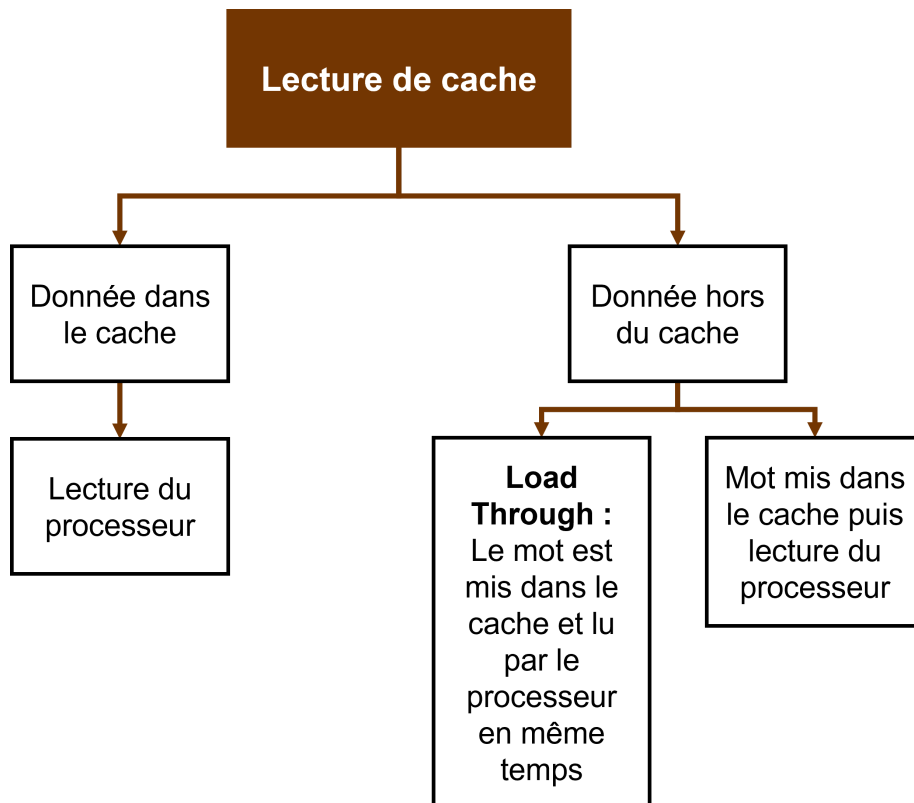 Lecture de cache
Donnée dans
le cache
Donnée hors
du cache
Lecture du
processeur
Load
Through :
Le mot est
mis dans le
cache et lu
par le
processeur
en même
temps
Mot mis dans
le cache puis
lecture du
processeur